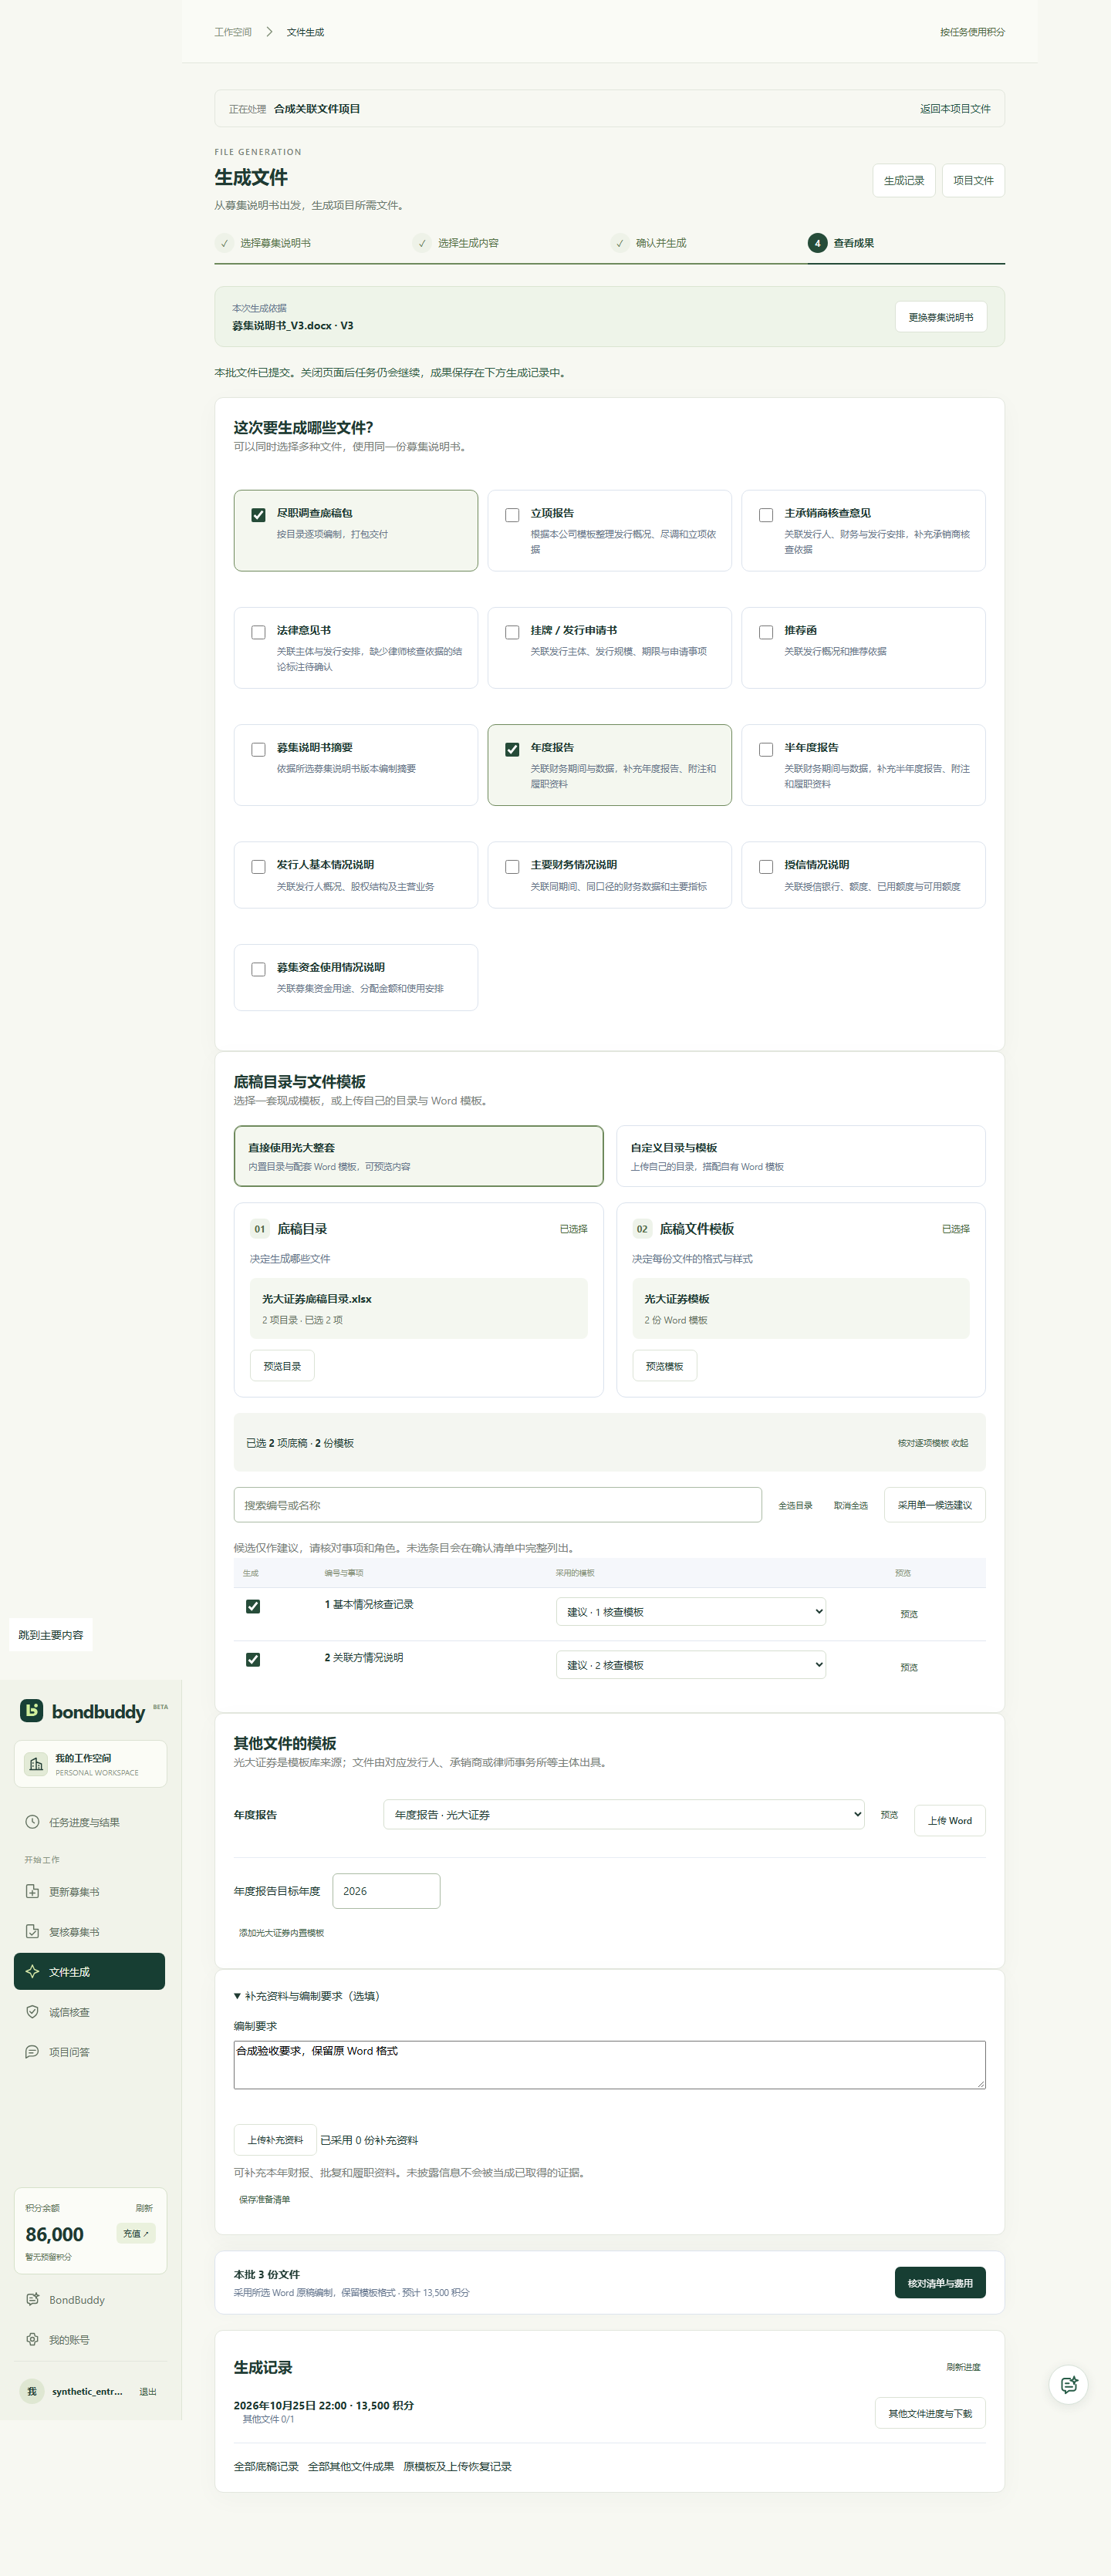 工作空间 > 文件生成
按任务使用积分
正在处理 合成关联文件项目
返回本项目文件
FILE GENERATION
生成文件
从募集说明书出发，生成项目所需文件。
生成记录
项目文件
✓ 选择募集说明书
✓ 选择生成内容
✓ 确认并生成
4 查看成果
本次生成依据
募集说明书_V3.docx · V3
更换募集说明书
本批文件已提交。关闭页面后任务仍会继续，成果保存在下方生成记录中。
这次要生成哪些文件？
可以同时选择多种文件，使用同一份募集说明书。
尽职调查底稿包
按目录逐项编制，打包交付
立项报告
根据本公司模板整理发行概况、尽调和立项依
据
主承销商核查意见
关联发行人、财务与发行安排，补充承销商核
查依据
法律意见书
关联主体与发行安排，缺少律师核查依据的结
论标注待确认
挂牌 / 发行申请书
关联发行主体、发行规模、期限与申请事项
推荐函
关联发行概况和推荐依据
募集说明书摘要
依据所选募集说明书版本编制摘要
年度报告
关联财务期间与数据，补充年度报告、附注和
履职资料
半年度报告
关联财务期间与数据，补充半年度报告、附注
和履职资料
发行人基本情况说明
关联发行人概况、股权结构及主营业务
主要财务情况说明
关联同期间、同口径的财务数据和主要指标
授信情况说明
关联授信银行、额度、已用额度与可用额度
募集资金使用情况说明
关联募集资金用途、分配金额和使用安排
底稿目录与文件模板
选择一套现成模板，或上传自己的目录与 Word 模板。
直接使用光大整套
内置目录与配套 Word 模板，可预览内容
自定义目录与模板
上传自己的目录，搭配自有 Word 模板
01 底稿目录
已选择
决定生成哪些文件
光大证券底稿目录.xlsx
2 项目录 · 已选 2 项
预览目录
02 底稿文件模板
已选择
决定每份文件的格式与样式
光大证券模板
2 份 Word 模板
预览模板
已选 2 项底稿 · 2 份模板
核对逐项模板 收起
搜索编号或名称
全选目录
取消全选
采用单一候选建议
候选仅作建议，请核对事项和角色。未选条目会在确认清单中完整列出。
生成 编号与事项 采用的模板 预览
1 基本情况核查记录 建议 · 1 核查模板 预览
2 关联方情况说明 建议 · 2 核查模板 预览
其他文件的模板
光大证券是模板库来源；文件由对应发行人、承销商或律师事务所等主体出具。
年度报告
年度报告 · 光大证券
预览
上传 Word
年度报告目标年度 2026
添加光大证券内置模板
▼ 补充资料与编制要求（选填）
编制要求
合成验收要求，保留原 Word 格式
上传补充资料 已采用 0 份补充资料
可补充本年财报、批复和履职资料。未披露信息不会被当成已取得的证据。
保存准备清单
本批 3 份文件
采用所选 Word 原稿编制，保留模板格式 · 预计 13,500 积分
核对清单与费用
生成记录
刷新进度
2026年10月25日 22:00 · 13,500 积分
其他文件 0/1
其他文件进度与下载
全部底稿记录 全部其他文件成果 原模板及上传恢复记录
跳到主要内容
bondbuddy BETA
我的工作空间
PERSONAL WORKSPACE
任务进度与结果
开始工作
更新募集书
复核募集书
文件生成
诚信核查
项目问答
积分余额
刷新
86,000
充值 ↗
暂无预留积分
BondBuddy
我的账号
我 synthetic_entr... 退出